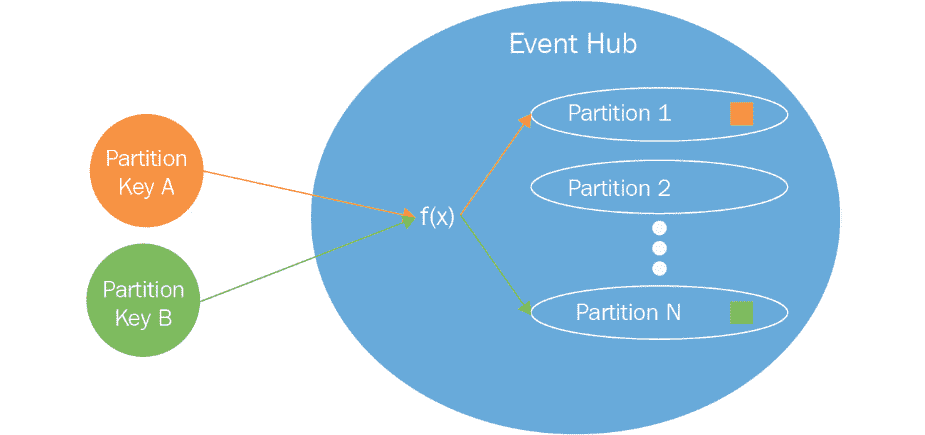 Event Hub
Partition 1
Partition
Key A
Partition 2
f(x)
Partition
Key B
Partition N